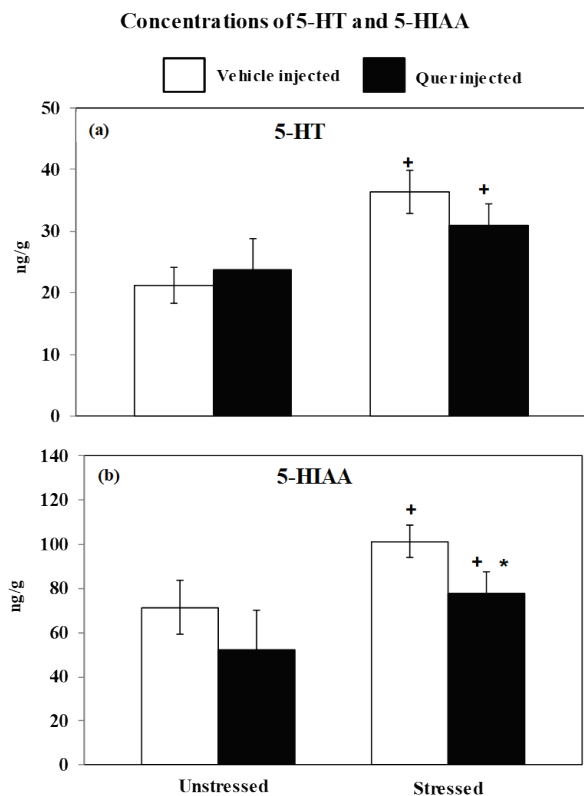 Concentrations of 5-HT and 5-HIAA
Vehicle injected
Quer injected
50
(a)
5-HT
40
+
+
30
ng/g
20
10
0
140
(b)
5-HIAA
120
+
100
+ *
80
ng/g
60
40
20
0
Unstressed
Stressed